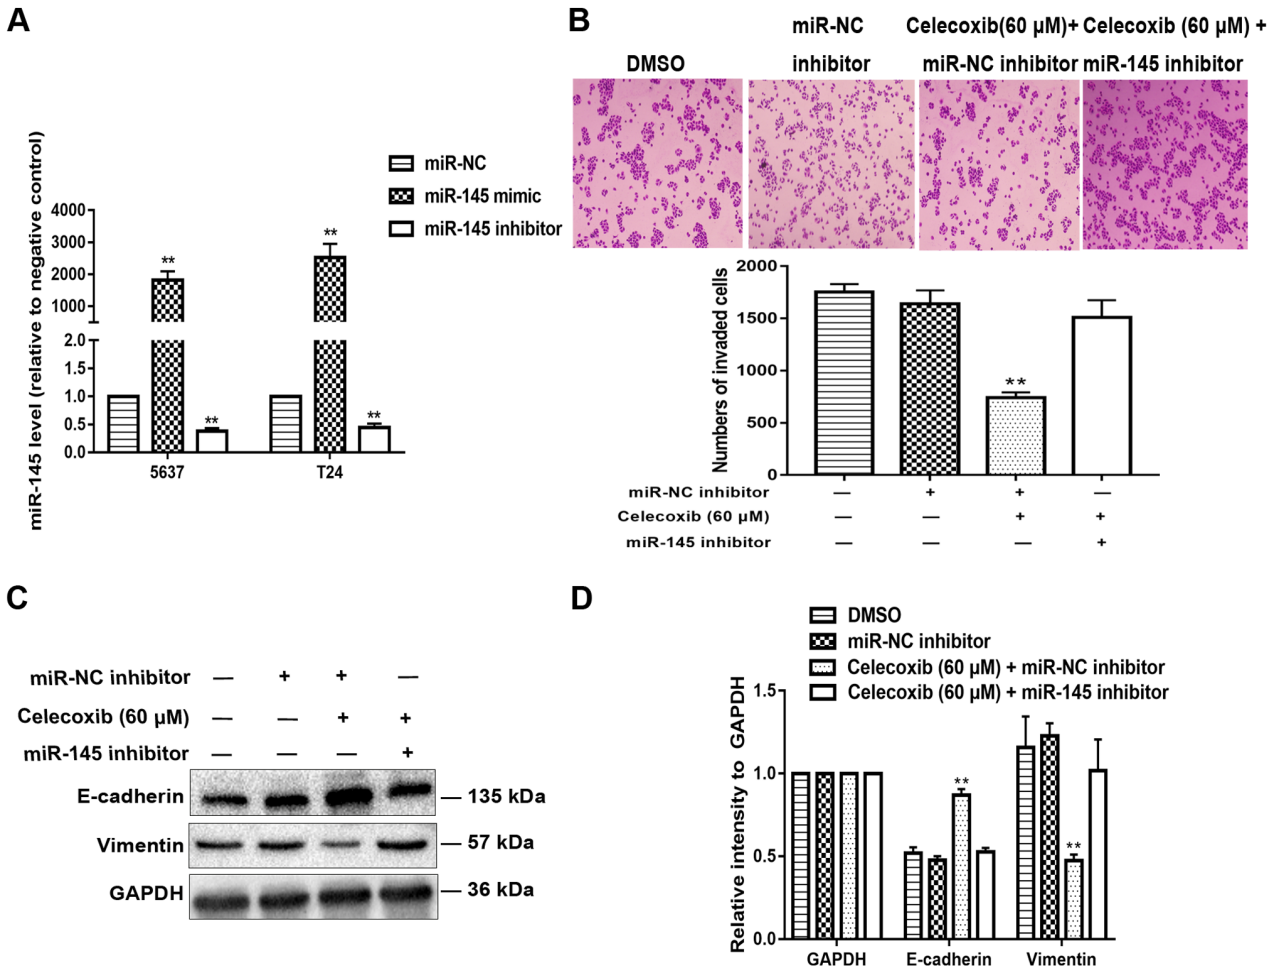 A
miR-145 level (relative to negative control)
4000
3000
2000
1000
2.0
1.5
1.0
0.5
0.0
**
**
**
**
5637
T24
miR-NC
miR-145 mimic
miR-145 inhibitor
B
DMSO
miR-NC
inhibitor
Celecoxib(60 µM)+
miR-NC inhibitor
Celecoxib (60 µM) +
miR-145 inhibitor
Numbers of invaded cells
2000
1500
1000
500
0
**
miR-NC inhibitor — + + —
Celecoxib (60 µM) — — + +
miR-145 inhibitor — — — +
C
miR-NC inhibitor — + + —
Celecoxib (60 µM) — — + +
miR-145 inhibitor — — — +
E-cadherin — 135 kDa
Vimentin — 57 kDa
GAPDH — 36 kDa
D
DMSO
miR-NC inhibitor
Celecoxib (60 µM) + miR-NC inhibitor
Celecoxib (60 µM) + miR-145 inhibitor
Relative intensity to GAPDH
1.5
1.0
0.5
0.0
**
**
GAPDH
E-cadherin
Vimentin